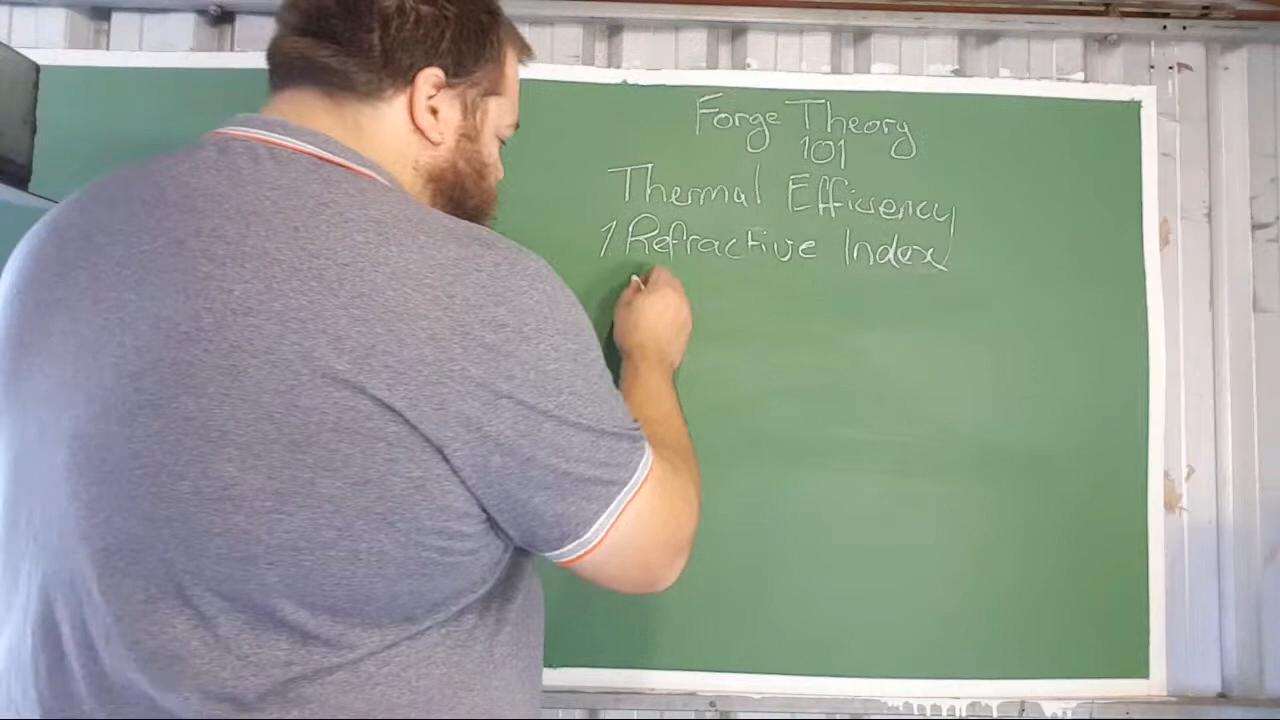 Forge Theory
101
Thermal Efficiency
1. Refractive Index